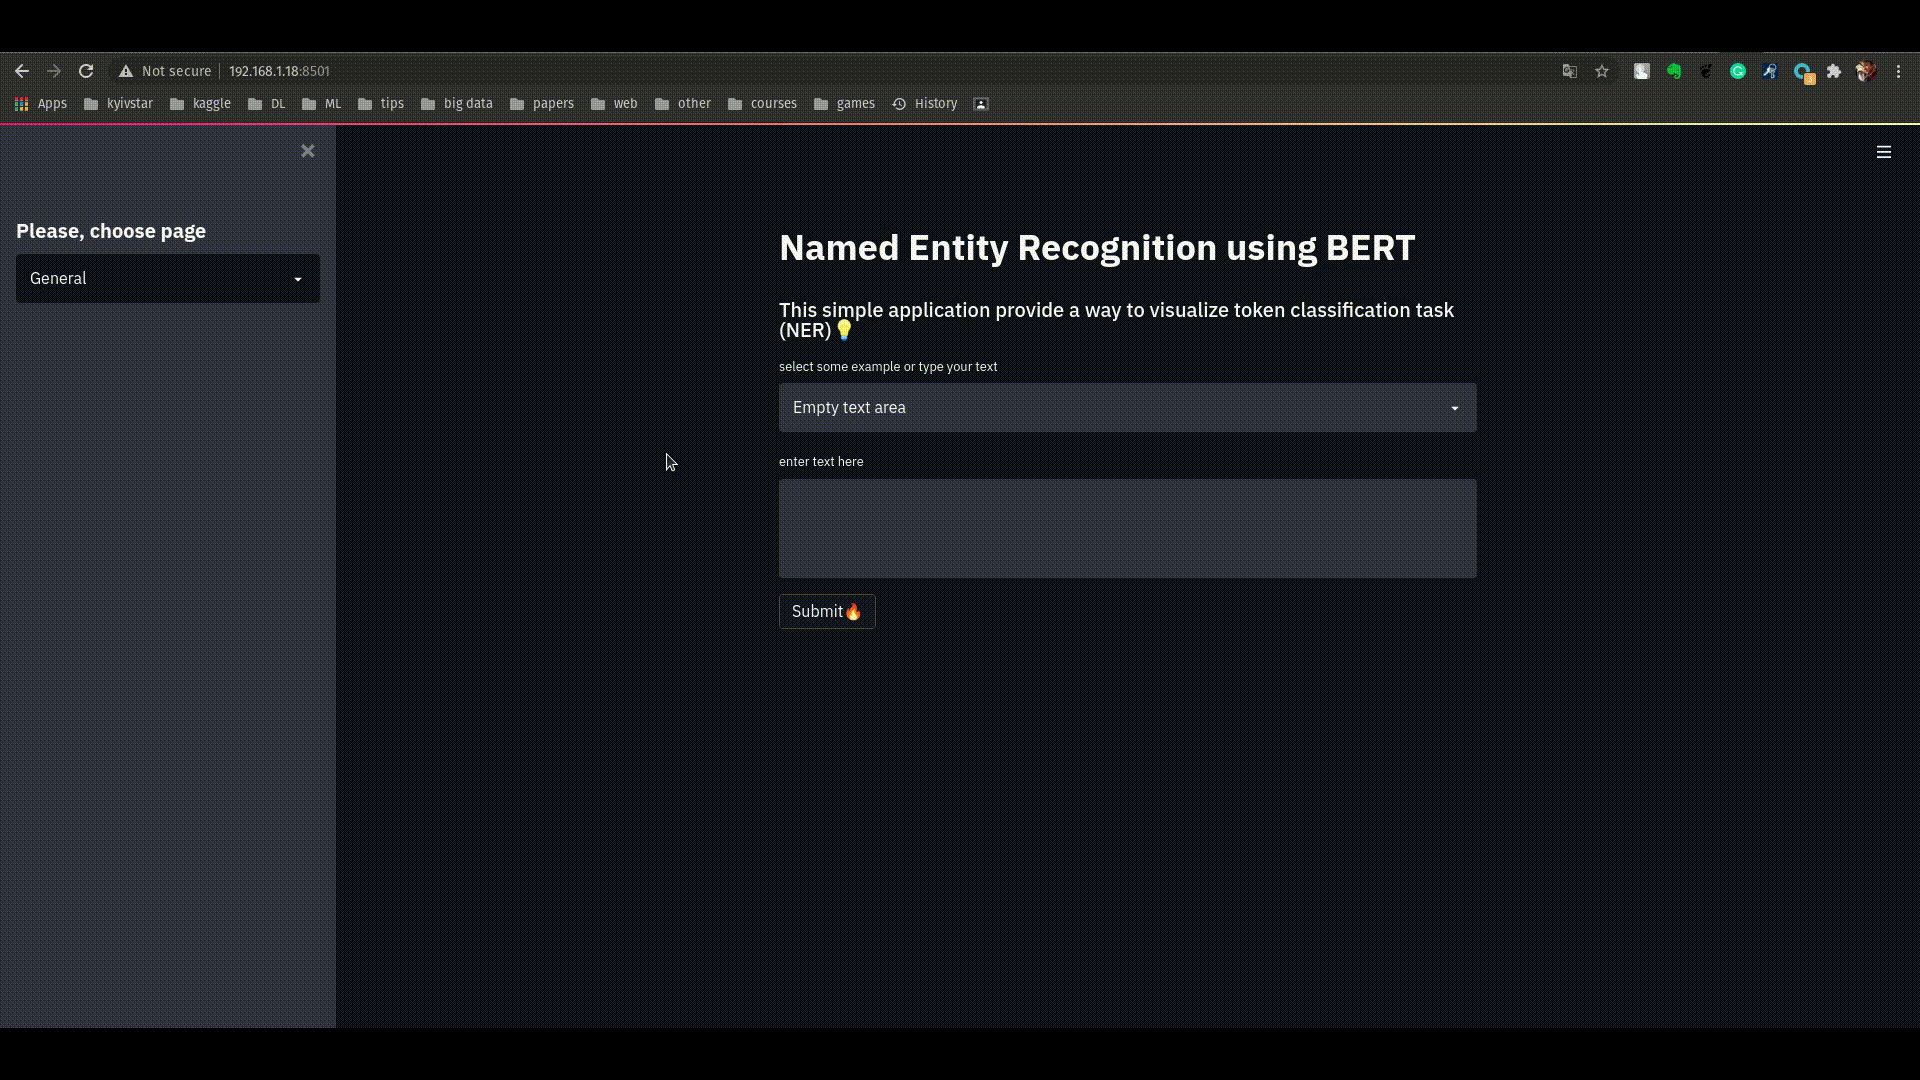 Not secure 192.168.1.18:8501
Apps kyivstar kaggle DL ML tips big data papers web other courses games History
Please, choose page
General
Named Entity Recognition using BERT
This simple application provide a way to visualize token classification task
(NER)💡
select some example or type your text
Empty text area
enter text here
Submit🔥